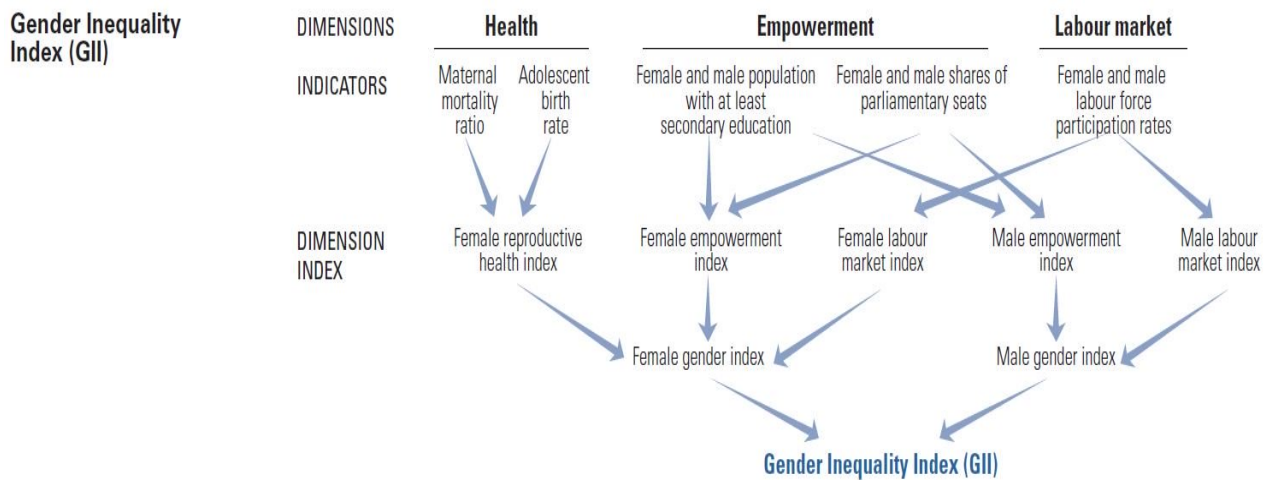 Gender Inequality
Index (GII)
DIMENSIONS
Health
Empowerment
Labour market
INDICATORS
Maternal
mortality
ratio
Adolescent
birth
rate
Female and male population
with at least
secondary education
Female and male shares of
parliamentary seats
Female and male
labour force
participation rates
DIMENSION
INDEX
Female reproductive
health index
Female empowerment
index
Female labour
market index
Male empowerment
index
Male labour
market index
Female gender index
Male gender index
Gender Inequality Index (GII)